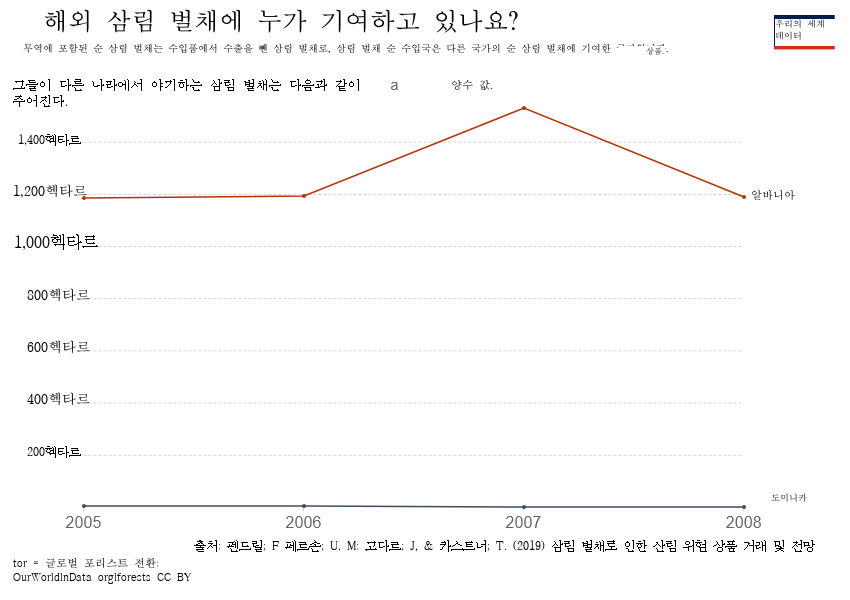 해외 삼림 벌채에 누가 기여하고 있나요?
무역에 포함된 순 삼림 벌채는 수입품에서 수출을 뺀 삼림 벌채로, 삼림 벌채 순 수입국은 다른 국가의 순 삼림 벌채에 기여한
상품.
우리의 세계
데이터
그들이 다른 나라에서 야기하는 삼림 벌채는 다음과 같이 a 양수 값.
주어진다.
1,400헥타르
1,200헥타르
알바니아
1,000헥타르
800헥타르
600헥타르
400헥타르
200헥타르
도미니카
2005 2006 2007 2008
출처: 펜드릴; F 페르손; U. M: 고다르; J, & 카스트너; T. (2019) 삼림 벌채로 인한 산림 위험 상품 거래 및 전망
tor = 글로벌 포리스트 전환:
OurWorldinData orgiforests CC BY